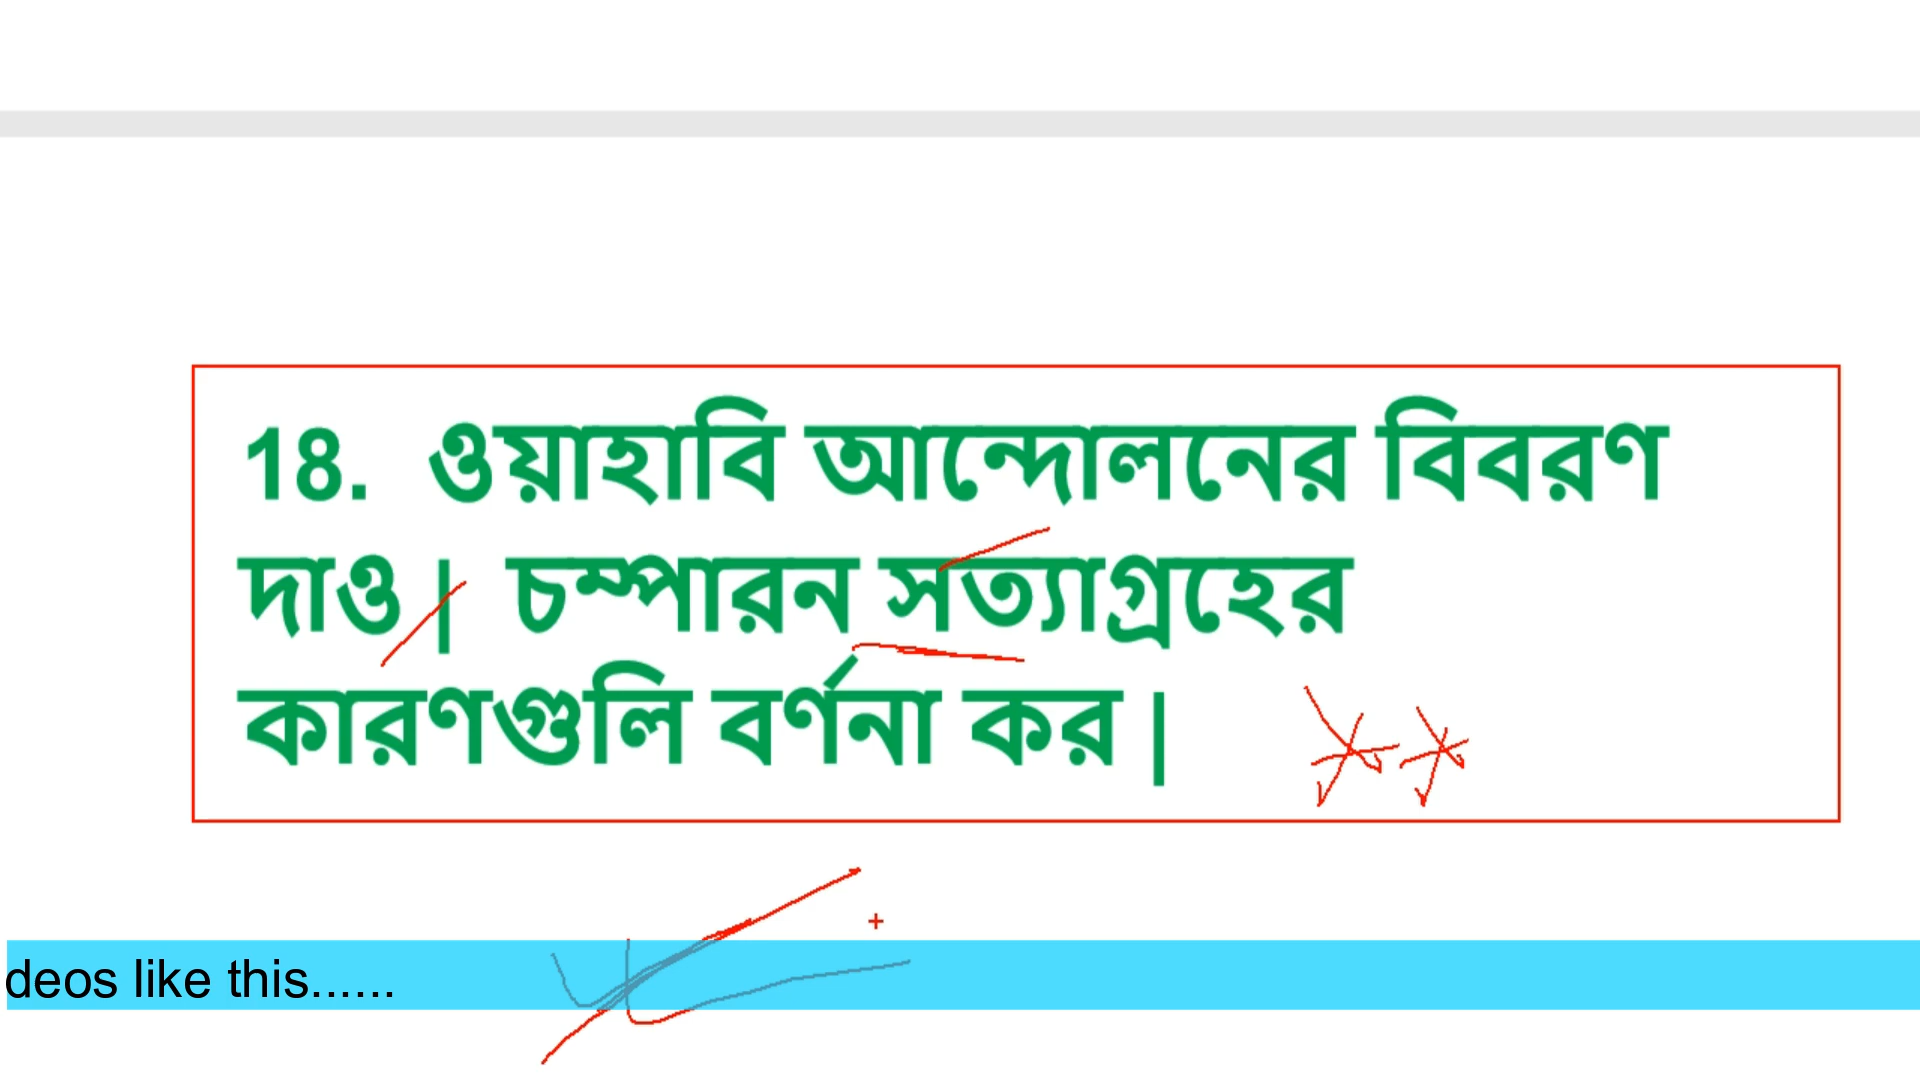 18. ওয়াহাবি আন্দোলনের বিবরণ
দাও | চম্পারন সত্যাগ্রহের
কারণগুলি বর্ণনা কর |
deos like this......